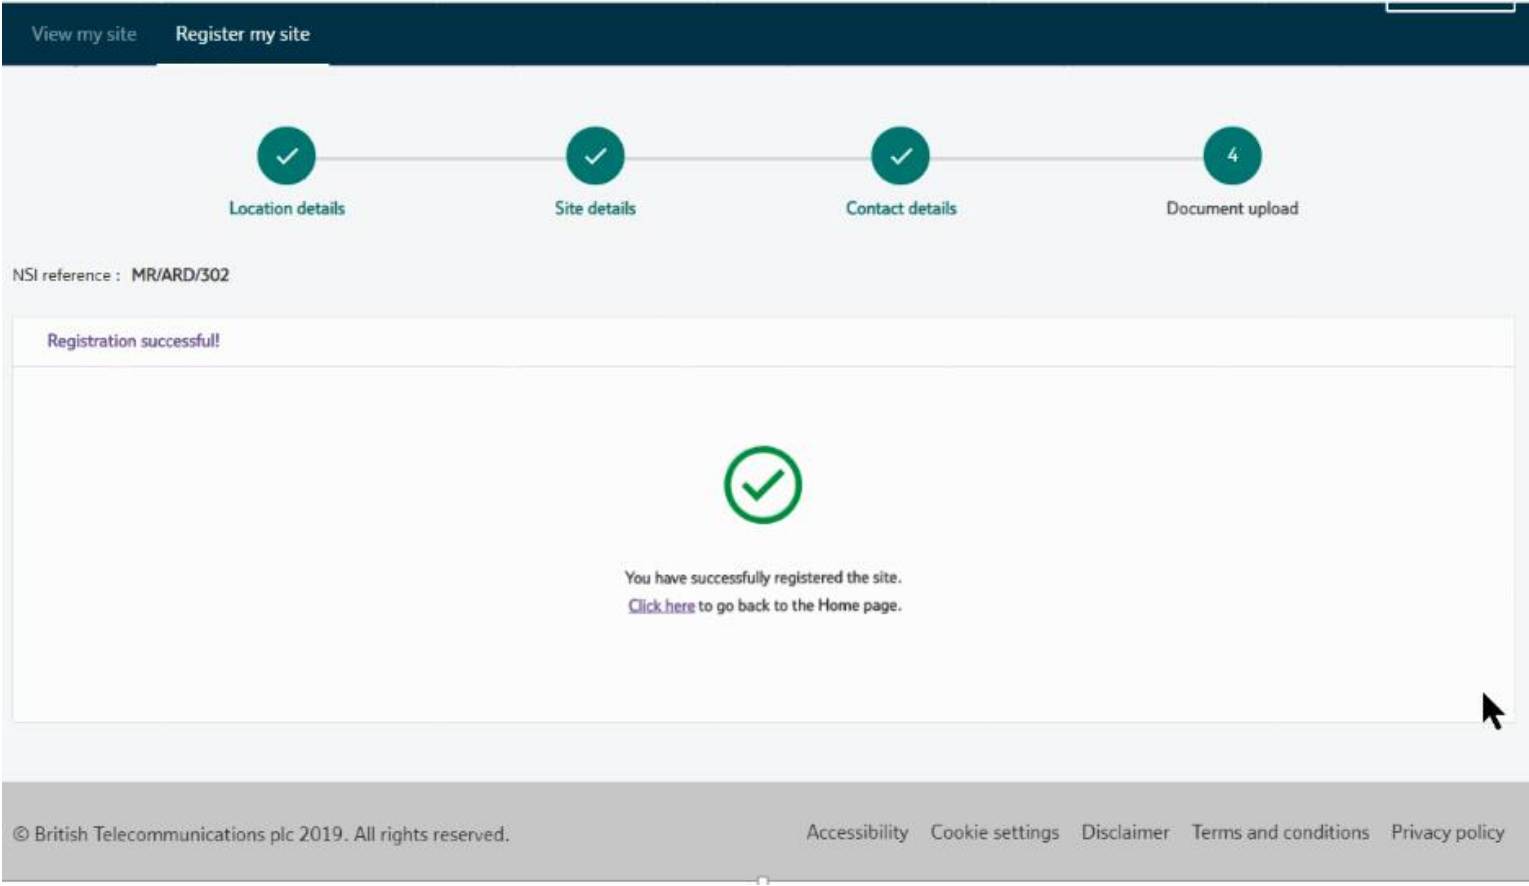 View my site Register my site
4
Location details Site details Contact details Document upload
NSI reference : MR/ARD/302
Registration successful!
You have successfully registered the site.
Click here to go back to the Home page.
© British Telecommunications plc 2019. All rights reserved. Accessibility Cookie settings Disclaimer Terms and conditions Privacy policy